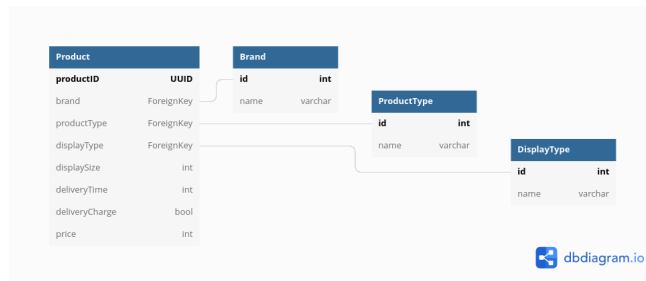 Product
productID UUID
brand ForeignKey
productType ForeignKey
displayType ForeignKey
displaySize int
deliveryTime int
deliveryCharge bool
price int
Brand
id int
name varchar
ProductType
id int
name varchar
DisplayType
id int
name varchar
dbdiagram.io